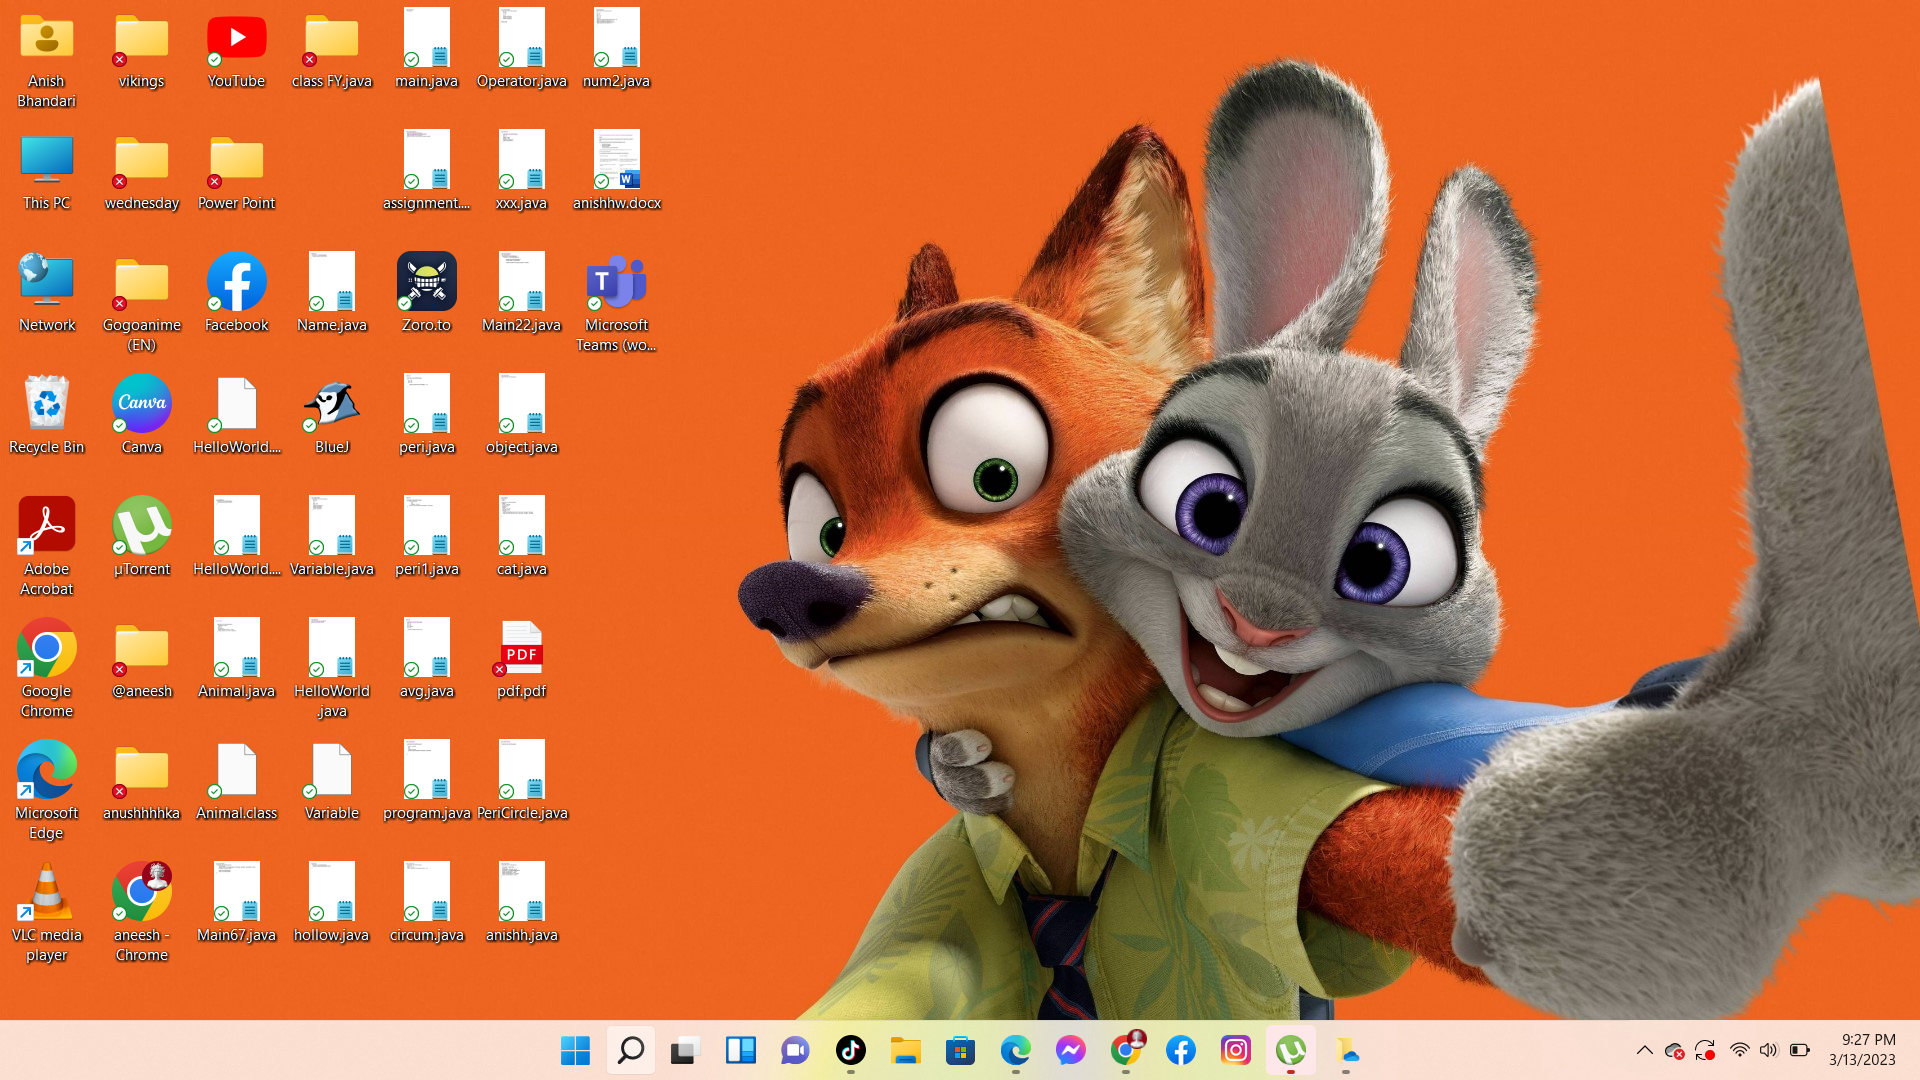 Anish
Bhandari
vikings
YouTube
class FY.java
main.java
Operator.java
num2.java
This PC
wednesday
Power Point
assignment....
xxx.java
anishhw.docx
Network
Gogoanime
(EN)
Facebook
Name.java
Zoro.to
Main22.java
T
Microsoft
Teams (wo...
Recycle Bin
Canva
Canva
HelloWorld....
BlueJ
peri.java
object.java
Adobe
Acrobat
µTorrent
HelloWorld....
Variable.java
peri1.java
cat.java
Google
Chrome
@aneesh
Animal.java
HelloWorld
.java
avg.java
PDF
pdf.pdf
Microsoft
Edge
anushhhhka
Animal.class
Variable
program.java
PeriCircle.java
VLC media
player
aneesh -
Chrome
Main67.java
hollow.java
circum.java
anishh.java
9:27 PM
3/13/2023